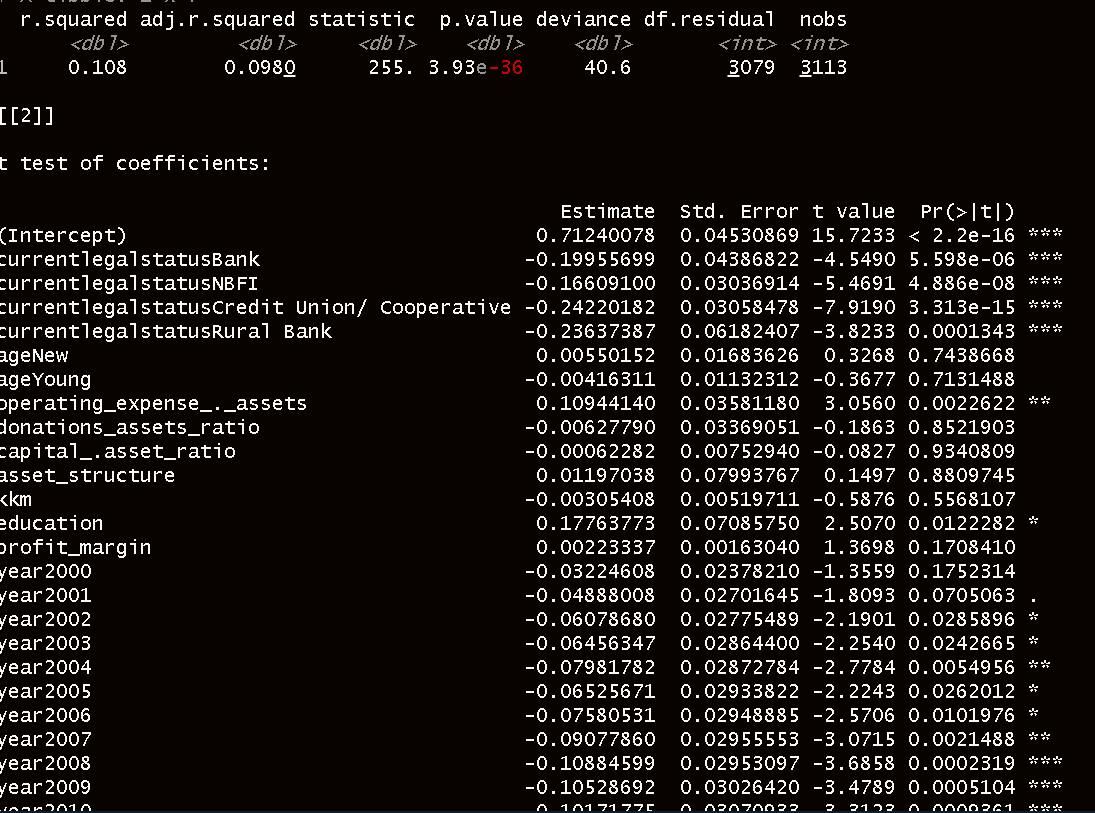 r.squared adj.r.squared statistic p.value deviance df.residual nobs
<dbl> <dbl> <dbl> <dbl> <dbl> <int> <int>
1 0.108 0.0980 255. 3.93e-36 40.6 3079 3113
[[2]]
t test of coefficients:
Estimate Std. Error t value Pr(>|t|)
(Intercept) 0.71240078 0.04530869 15.7233 < 2.2e-16 ***
currentlegalstatusBank -0.19955699 0.04386822 -4.5490 5.598e-06 ***
currentlegalstatusNBFI -0.16609100 0.03036914 -5.4691 4.886e-08 ***
currentlegalstatusCredit Union/ Cooperative -0.24220182 0.03058478 -7.9190 3.313e-15 ***
currentlegalstatusRural Bank -0.23637387 0.06182407 -3.8233 0.0001343 ***
ageNew 0.00550152 0.01683626 0.3268 0.7438668
ageYoung -0.00416311 0.01132312 -0.3677 0.7131488
operating_expense_._assets 0.10944140 0.03581180 3.0560 0.0022622 **
donations_assets_ratio -0.00627790 0.03369051 -0.1863 0.8521903
capital_.asset_ratio -0.00062282 0.00752940 -0.0827 0.9340809
asset_structure 0.01197038 0.07993767 0.1497 0.8809745
kkm -0.00305408 0.00519711 -0.5876 0.5568107
education 0.17763773 0.07085750 2.5070 0.0122282 *
profit_margin 0.00223337 0.00163040 1.3698 0.1708410
year2000 -0.03224608 0.02378210 -1.3559 0.1752314
year2001 -0.04888008 0.02701645 -1.8093 0.0705063 .
year2002 -0.06078680 0.02775489 -2.1901 0.0285896 *
year2003 -0.06456347 0.02864400 -2.2540 0.0242665 *
year2004 -0.07981782 0.02872784 -2.7784 0.0054956 **
year2005 -0.06525671 0.02933822 -2.2243 0.0262012 *
year2006 -0.07580531 0.02948885 -2.5706 0.0101976 *
year2007 -0.09077860 0.02955553 -3.0715 0.0021488 **
year2008 -0.10884599 0.02953097 -3.6858 0.0002319 ***
year2009 -0.10528692 0.03026420 -3.4789 0.0005104 ***
year2010 -0.10171775 0.03070933 -3.3123 0.0009361 ***